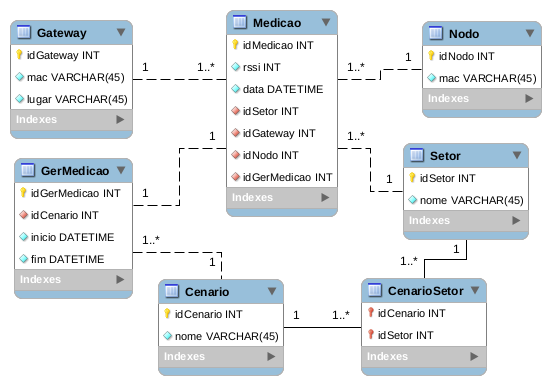 Gateway
idGateway INT
mac VARCHAR(45)
lugar VARCHAR(45)
Indexes
1
1..*
Medicao
idMedicao INT
rssi INT
data DATETIME
idSetor INT
idGateway INT
idNodo INT
idGerMedicao INT
Indexes
1..*
1
Nodo
idNodo INT
mac VARCHAR(45)
Indexes
GerMedicao
idGerMedicao INT
idCenario INT
inicio DATETIME
fim DATETIME
Indexes
1
1
1..*
1
1..*
1
Setor
idSetor INT
nome VARCHAR(45)
Indexes
1
1..*
Cenario
idCenario INT
nome VARCHAR(45)
Indexes
1
1..*
CenarioSetor
idCenario INT
idSetor INT
Indexes